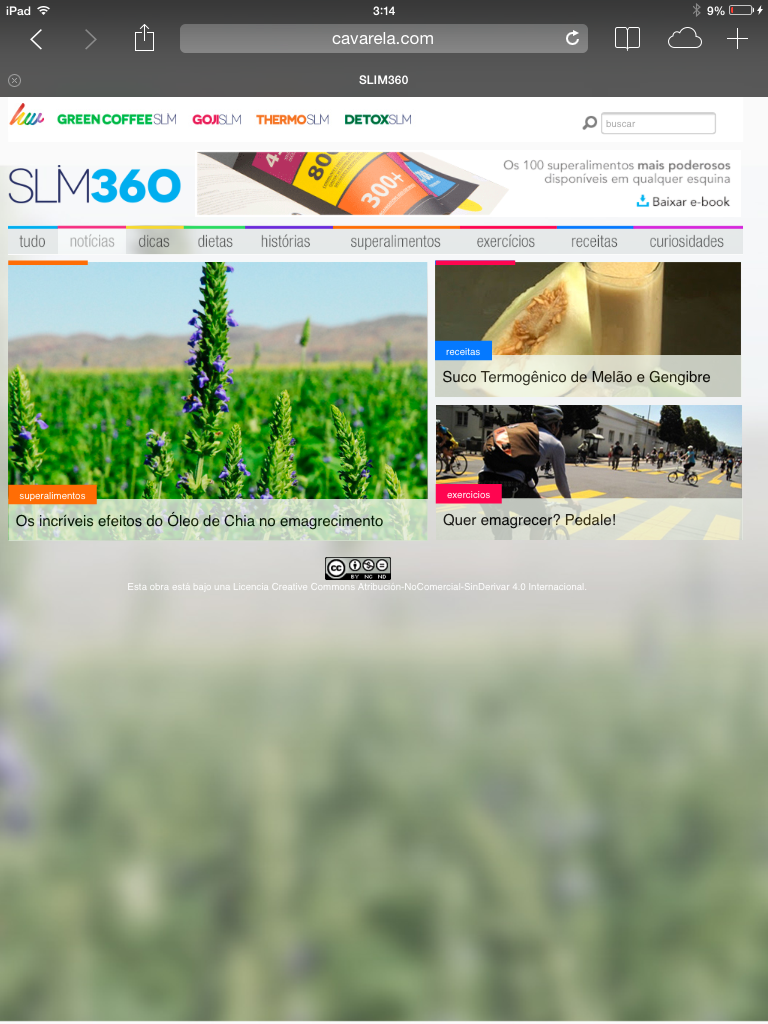 iPad 3:14 9%
cavarela.com
SLIM360
hw GREEN COFFEE SLM GOJI SLM THERMO SLM DETOX SLM buscar
SLIM360
800
300+
Os 100 superalimentos mais poderosos
disponíveis em qualquer esquina
Baixar e-book
tudo notícias dicas dietas histórias superalimentos exercícios receitas curiosidades
superalimentos
Os incríveis efeitos do Óleo de Chia no emagrecimento
receitas
Suco Termogênico de Melão e Gengibre
exercícios
Quer emagrecer? Pedale!
cc BY NC ND
Esta obra está bajo una Licencia Creative Commons Atribución-NoComercial-SinDerivar 4.0 Internacional.